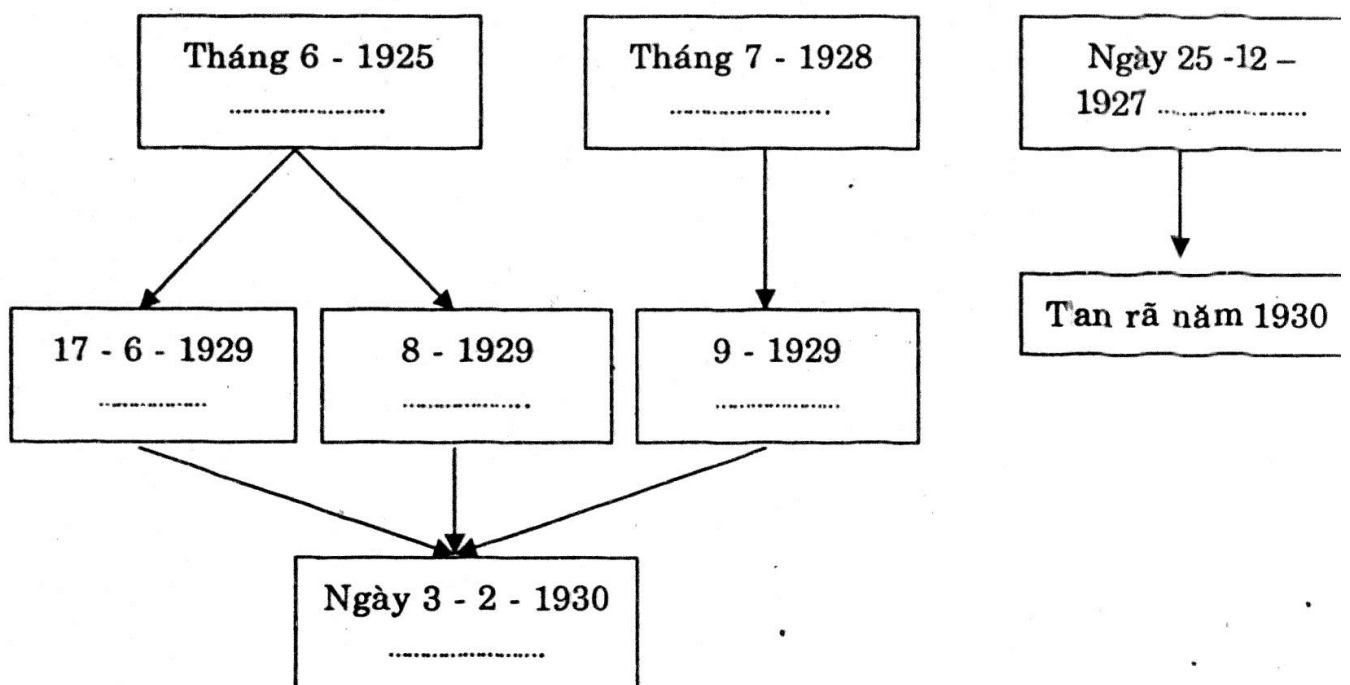 Tháng 6 - 1925
....................
Tháng 7 - 1928
....................
Ngày 25 -12 –
1927 ....................
17 - 6 - 1929
..............
8 - 1929
................
9 - 1929
................
Tan rã năm 1930
Ngày 3 - 2 - 1930
....................